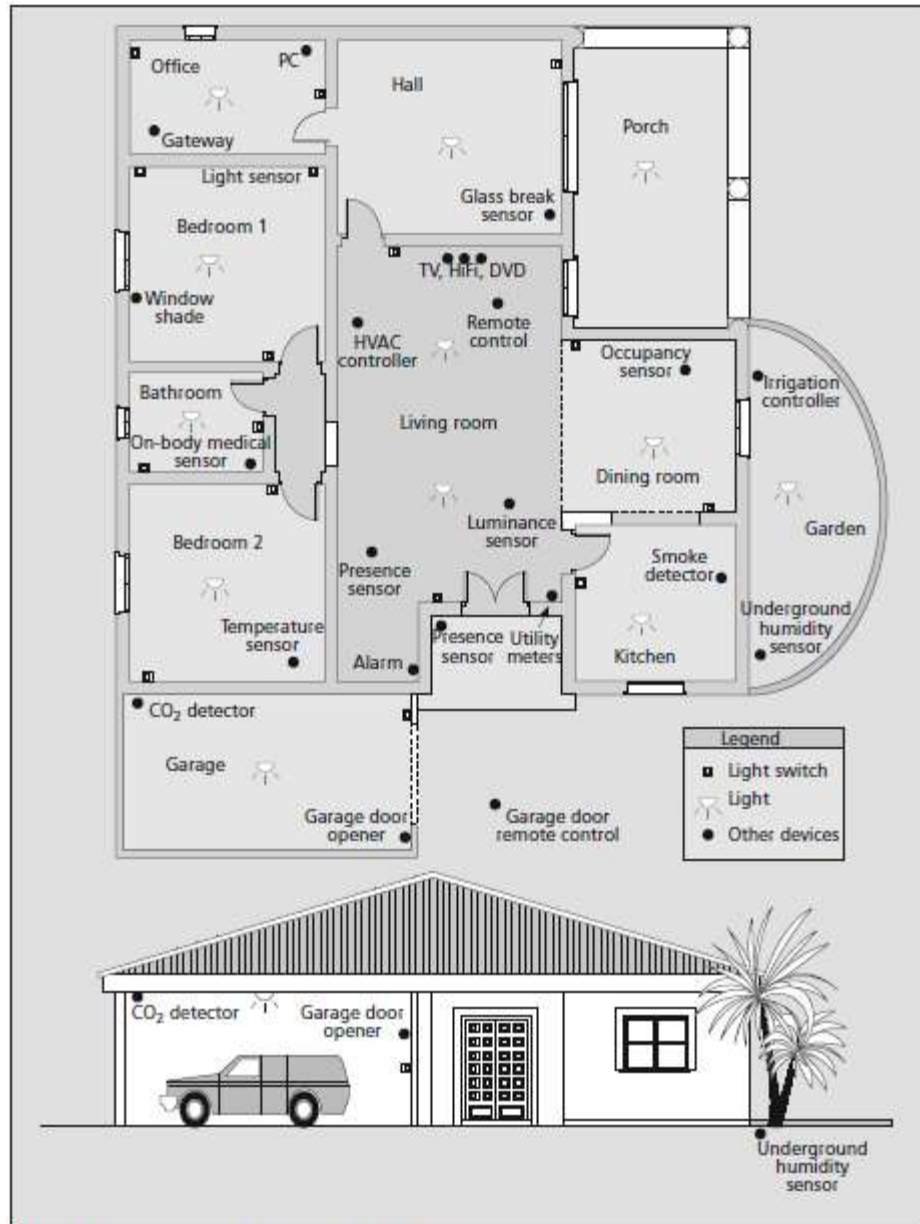 Office
PC
Gateway
Hall
Porch
Light sensor
Bedroom 1
Glass break
sensor
Window
shade
TV, HiFi, DVD
HVAC
controller
Remote
control
Occupancy
sensor
Irrigation
controller
Bathroom
On-body medical
sensor
Living room
Dining room
Garden
Bedroom 2
Luminance
sensor
Presence
sensor
Smoke
detector
Temperature
sensor
Alarm
Presence
sensor
Utility
meters
Kitchen
Underground
humidity
sensor
CO₂ detector
Garage
Garage door
opener
Garage door
remote control
Legend
Light switch
Light
Other devices
CO₂ detector
Garage door
opener
Underground
humidity
sensor